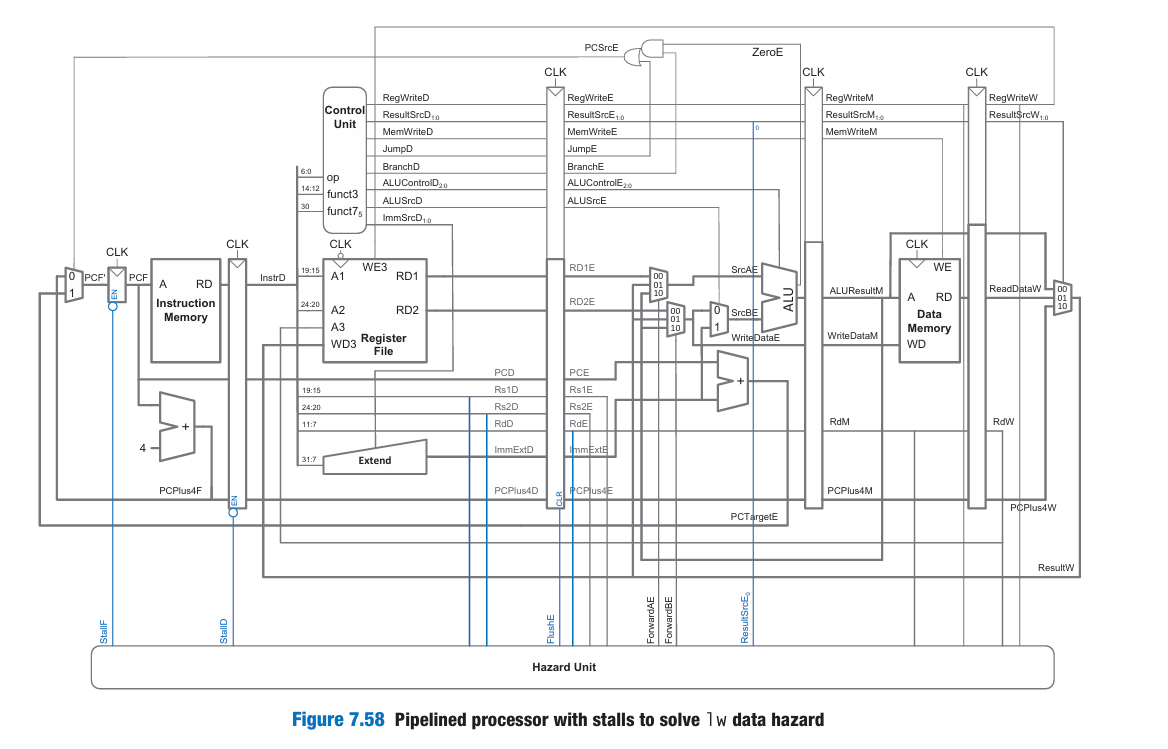 PCSrcE
ZeroE
CLK
CLK
CLK
Control
Unit
RegWriteD
RegWriteE
RegWriteM
RegWriteW
ResultSrcD1:0
ResultSrcE1:0
ResultSrcM1:0
ResultSrcW1:0
0
MemWriteD
MemWriteE
MemWriteM
JumpD
JumpE
BranchD
BranchE
6:0
op
ALUControlD2:0
ALUControlE2:0
14:12
funct3
ALUSrcD
ALUSrcE
30
funct75
ImmSrcD1:0
CLK
CLK
CLK
CLK
0
1
PCF'
EN
PCF
A
RD
Instruction
Memory
InstrD
19:15
A1
WE3
RD1
RD1E
00
01
10
SrcAE
ALU
WE
24:20
A2
RD2
RD2E
00
01
10
0
1
SrcBE
ALUResultM
A
RD
Data
Memory
ReadDataW
00
01
10
A3
WD3
Register
File
WriteDataE
WriteDataM
WD
PCD
PCE
+
19:15
Rs1D
Rs1E
24:20
Rs2D
Rs2E
11:7
RdD
RdE
RdM
RdW
+
4
31:7
Extend
ImmExtD
ImmExtE
PCPlus4F
EN
PCPlus4D
CLR
PCPlus4E
PCPlus4M
PCPlus4W
PCTargetE
ResultW
StallF
StallD
FlushE
ForwardAE
ForwardBE
ResultSrcE0
Hazard Unit
Figure 7.58 Pipelined processor with stalls to solve lw data hazard